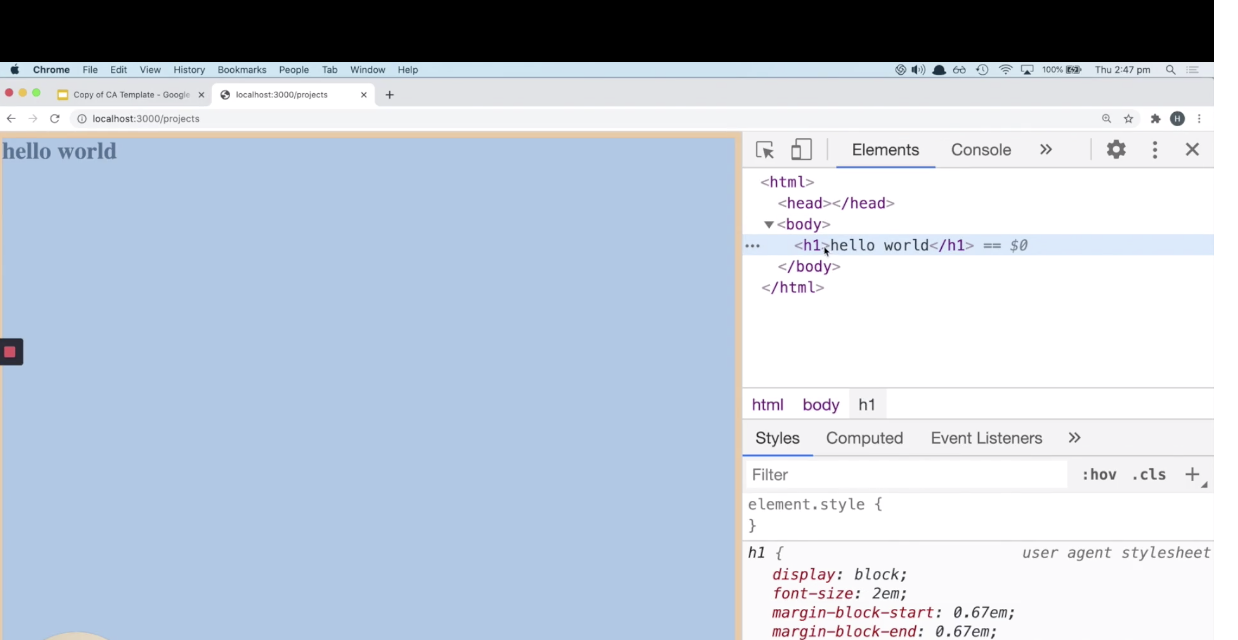 Chrome File Edit View History Bookmarks People Tab Window Help 100% Thu 2:47 pm
Copy of CA Template - Google localhost:3000/projects
localhost:3000/projects H
hello world
Elements Console
<html>
<head></head>
<body>
<h1>hello world</h1> == $0
</body>
</html>
html body h1
Styles Computed Event Listeners
Filter :hov .cls
element.style {
}
h1 { user agent stylesheet
display: block;
font-size: 2em;
margin-block-start: 0.67em;
margin-block-end: 0.67em;